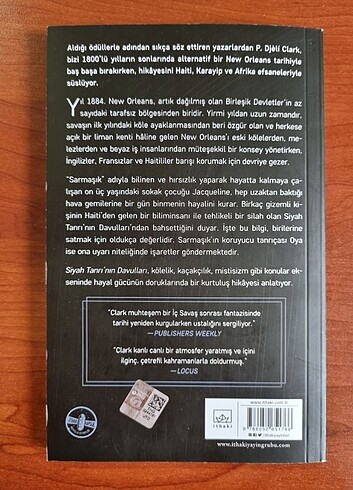 Aldığı ödüllerle adından sıkça söz ettiren yazarlardan P. Djèlí Clark,
bizi 1800'lü yılların sonlarında alternatif bir New Orleans tarihiyle
baş başa bırakırken, hikâyesini Haiti, Karayip ve Afrika efsaneleriyle
süslüyor.
Yıl 1884. New Orleans, artık dağılmış olan Birleşik Devletler'in az
sayıdaki tarafsız bölgesinden biridir. Yirmi yıldan uzun zamandır,
savaşın ilk yılındaki köle ayaklanmasından beri özgür olan ve herkese
açık bir liman kenti hâline gelen New Orleans'ı eski kölelerden, me-
lezlerden ve beyaz iş insanlarından müteşekkil bir konsey yönetirken,
İngilizler, Fransızlar ve Haitililer barışı korumak için devriye gezer.
"Sarmaşık" adıyla bilinen ve hırsızlık yaparak hayatta kalmaya ça-
lışan on üç yaşındaki sokak çocuğu Jacqueline, hep uzaktan baktığı
hava gemilerine bir gün binmenin hayalini kurar. Birkaç gizemli ki-
şinin Haiti'den gelen bir biliminsanı ile tehlikeli bir silah olan Siyah
Tanrı'nın Davulları'ndan bahsettiğini duyar. İşte bu bilgi, birilerine
satmak için oldukça değerlidir. Sarmaşık'ın koruyucu tanrıçası Oya
ise ona uyarı niteliğinde işaretler göndermektedir.
Siyah Tanrı'nın Davulları, kölelik, kaçakçılık, mistisizm gibi konular ek-
seninde hayal gücünün doruklarında bir kurtuluş hikâyesi anlatıyor.
"Clark muhteşem bir İç Savaş sonrası fantazisinde
tarihi yeniden kurgularken ustalığını sergiliyor."
— PUBLISHERS WEEKLY
"Clark kanlı canlı bir atmosfer yaratmış ve içini
ilginç, çetrefil kahramanlarla doldurmuş."
— LOCUS
ithaki
www.ithaki.com.tr
www.ithakiyayingrubu.com